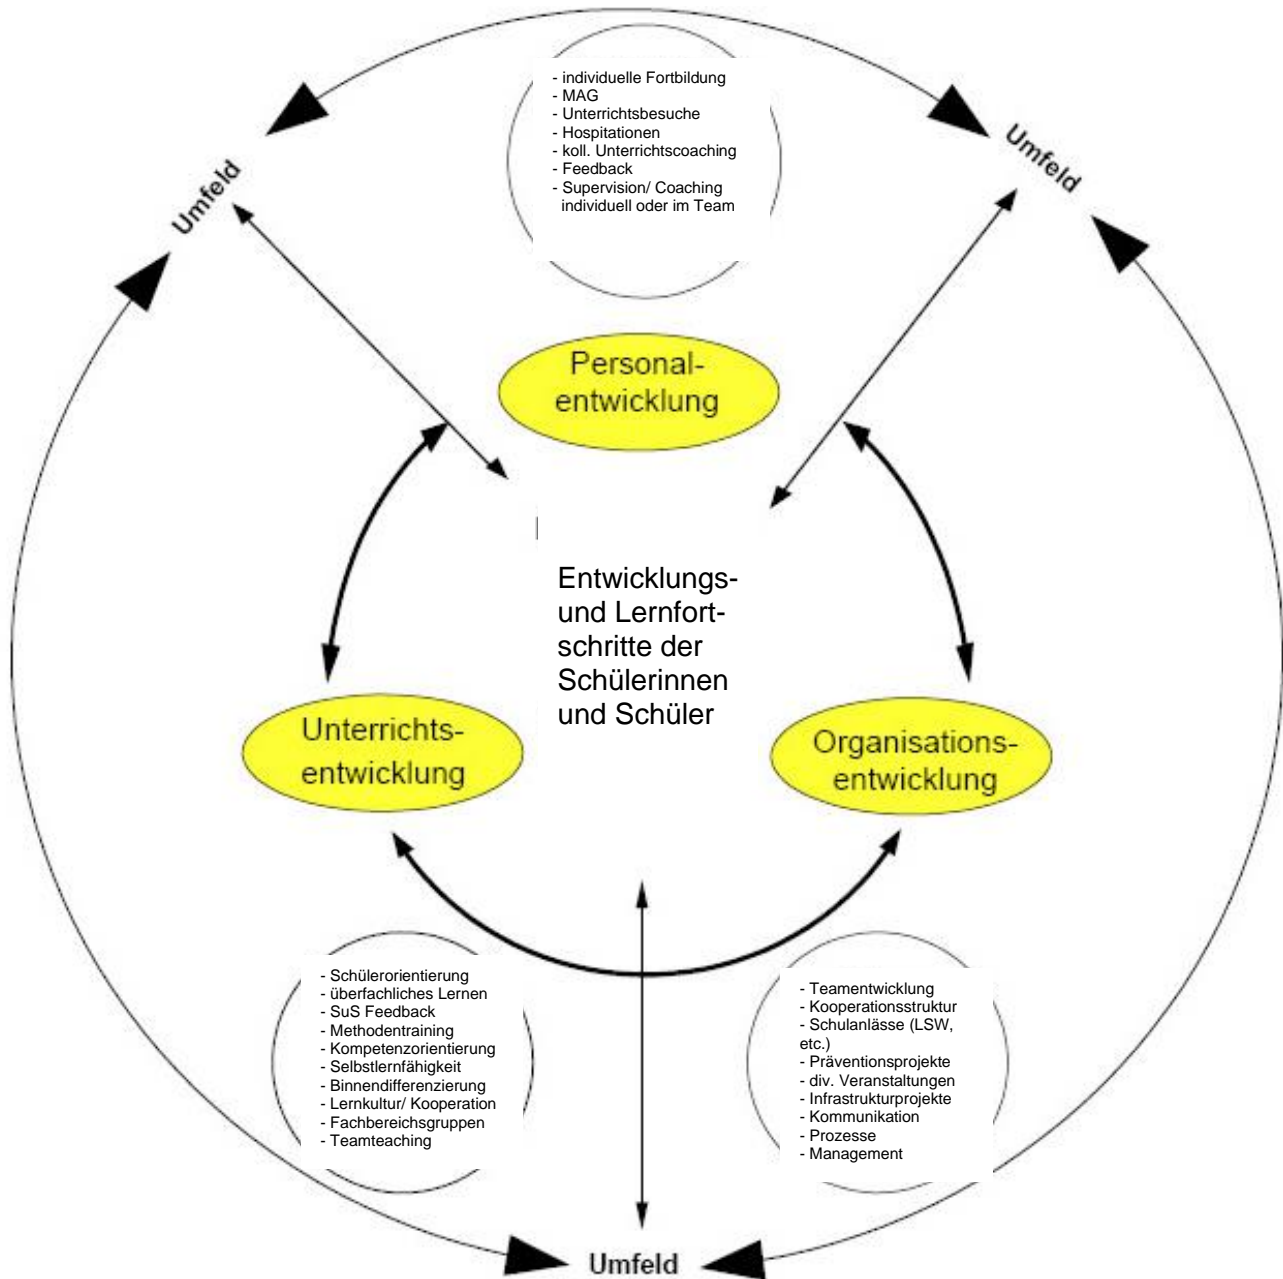 - individuelle Fortbildung
- MAG
- Unterrichtsbesuche
- Hospitationen
- koll. Unterrichtscoaching
- Feedback
- Supervision/ Coaching
individuell oder im Team
Umfeld
Umfeld
Personal-
entwicklung
Entwicklungs-
und Lernfort-
schritte der
Schülerinnen
und Schüler
Unterrichts-
entwicklung
Organisations-
entwicklung
- Schülerorientierung
- überfachliches Lernen
- SuS Feedback
- Methodentraining
- Kompetenzorientierung
- Selbstlernfähigkeit
- Binnendifferenzierung
- Lernkultur/ Kooperation
- Fachbereichsgruppen
- Teamteaching
- Teamentwicklung
- Kooperationsstruktur
- Schulanlässe (LSW,
etc.)
- Präventionsprojekte
- div. Veranstaltungen
- Infrastrukturprojekte
- Kommunikation
- Prozesse
- Management
Umfeld